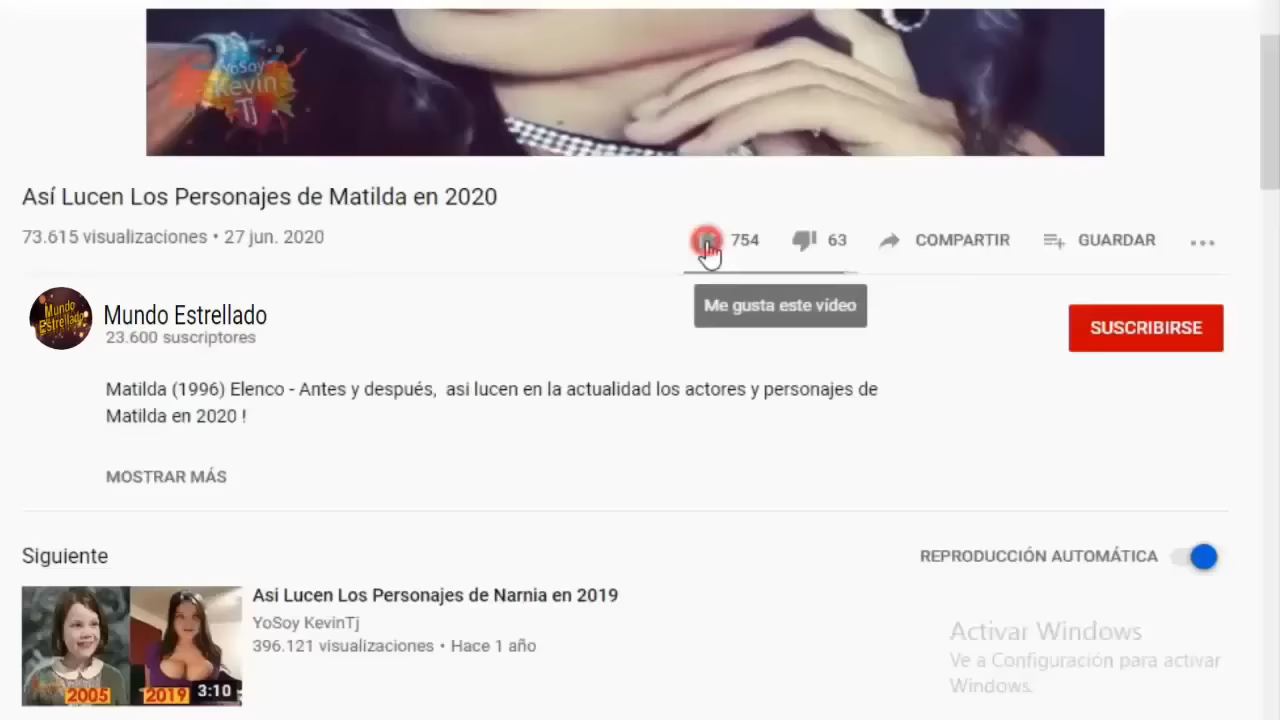 YoSoy
Kevin
Tj
Así Lucen Los Personajes de Matilda en 2020
73.615 visualizaciones • 27 jun. 2020
754
63
COMPARTIR
GUARDAR
Me gusta este vídeo
Mundo
Estrellado
Mundo Estrellado
23.600 suscriptores
SUSCRIBIRSE
Matilda (1996) Elenco - Antes y después, asi lucen en la actualidad los actores y personajes de
Matilda en 2020 !
MOSTRAR MÁS
Siguiente
REPRODUCCIÓN AUTOMÁTICA
2005
2019
3:10
Asi Lucen Los Personajes de Narnia en 2019
YoSoy KevinTj
396.121 visualizaciones • Hace 1 año
Activar Windows
Ve a Configuración para activar
Windows.